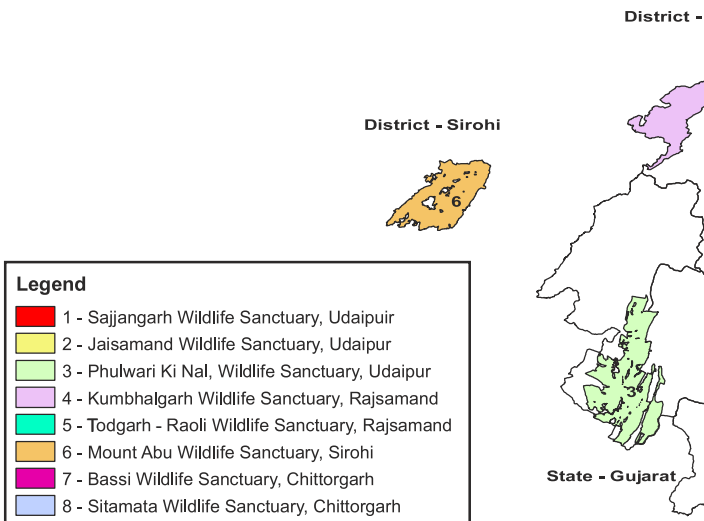 District -
District - Sirohi
6
3
State - Gujarat
Legend
1 - Sajjangarh Wildlife Sanctuary, Udaipuir
2 - Jaisamand Wildlife Sanctuary, Udaipur
3 - Phulwari Ki Nal, Wildlife Sanctuary, Udaipur
4 - Kumbhalgarh Wildlife Sanctuary, Rajsamand
5 - Todgarh - Raoli Wildlife Sanctuary, Rajsamand
6 - Mount Abu Wildlife Sanctuary, Sirohi
7 - Bassi Wildlife Sanctuary, Chittorgarh
8 - Sitamata Wildlife Sanctuary, Chittorgarh